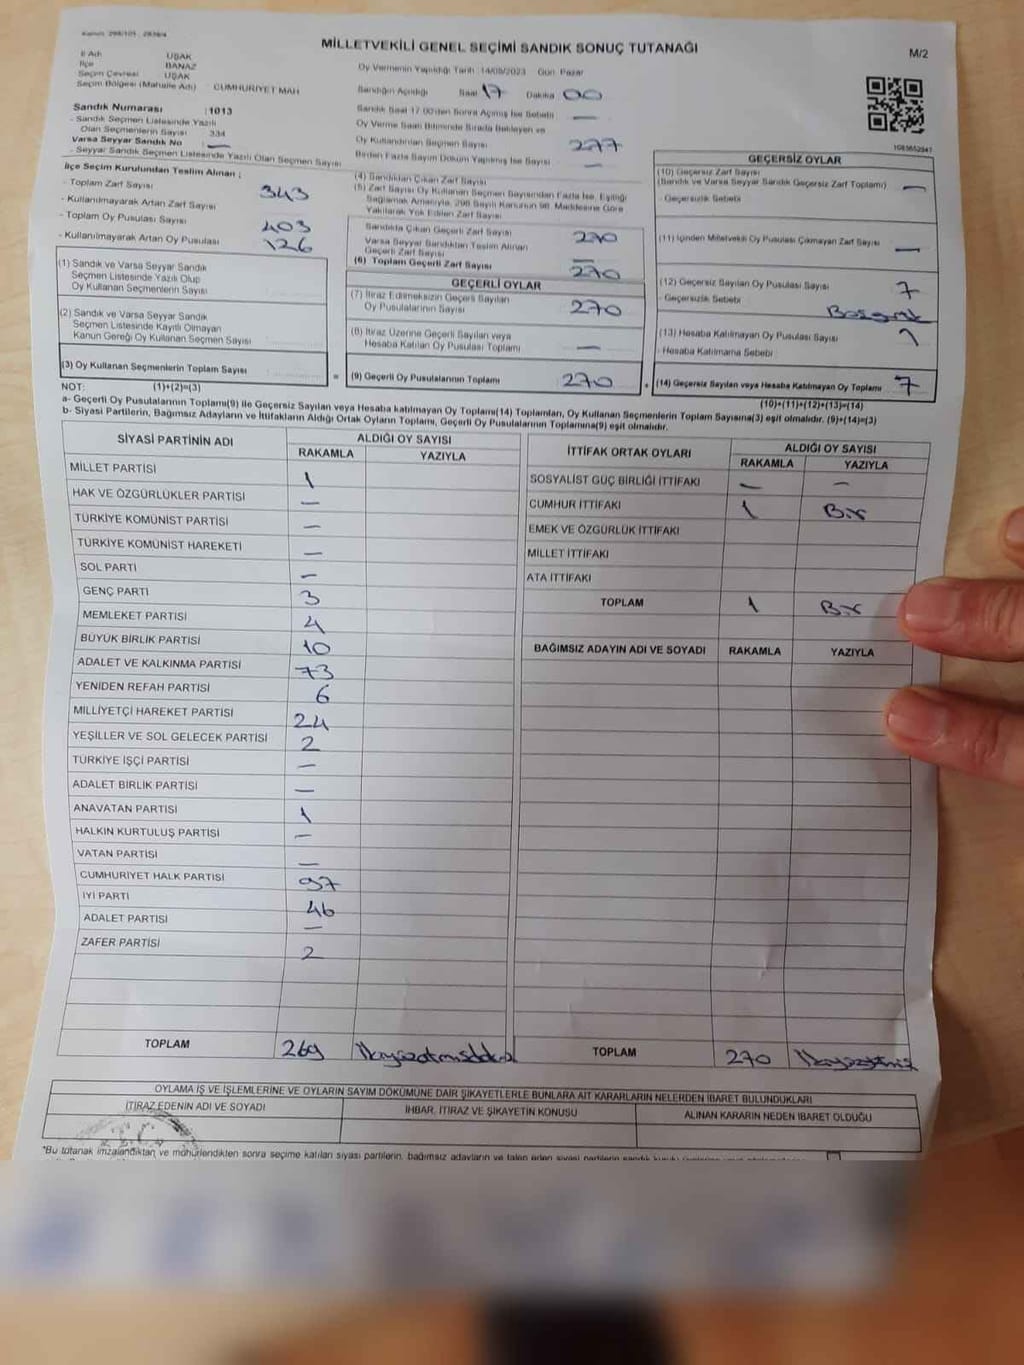 Kanun: 298/105 - 2839/4
MİLLETVEKİLİ GENEL SEÇİMİ SANDIK SONUÇ TUTANAĞI
M/2
İl Adı UŞAK
İlçe BANAZ
Seçim Çevresi UŞAK
Seçim Bölgesi (Mahalle Adı) CUMHURİYET MAH
Sandık Numarası : 1013
- Sandık Seçmen Listesinde Yazılı
Olan Seçmenlerin Sayısı 334
Varsa Seyyar Sandık No —
- Seyyar Sandık Seçmen Listesinde Yazılı Olan Seçmen Sayısı
Oy Vermenin Yapıldığı Tarih : 14/05/2023 Gün: Pazar
Sandığın Açıldığı Saat 17 Dakika 00
Sandık Saat 17.00'den Sonra Açılmış İse Sebebi —
Oy Verme Saati Bitiminde Sırada Bekleyen ve
Oy Kullandırılan Seçmen Sayısı 277
Birden Fazla Sayım Döküm Yapılmış İse Sayısı —
1083652947
İlçe Seçim Kurulundan Teslim Alınan ;
- Toplam Zarf Sayısı 343
- Kullanılmayarak Artan Zarf Sayısı
- Toplam Oy Pusulası Sayısı 403
- Kullanılmayarak Artan Oy Pusulası 126
(1) Sandık ve Varsa Seyyar Sandık
Seçmen Listesinde Yazılı Olup
Oy Kullanan Seçmenlerin Sayısı
(2) Sandık ve Varsa Seyyar Sandık
Seçmen Listesinde Kayıtlı Olmayan
Kanun Gereği Oy Kullanan Seçmen Sayısı
(3) Oy Kullanan Seçmenlerin Toplam Sayısı
(4) Sandıktan Çıkan Zarf Sayısı
(5) Zarf Sayısı Oy Kullanan Seçmen Sayısından Fazla İse, Eşitliği
Sağlamak Amacıyla, 298 Sayılı Kanunun 98. Maddesine Göre
Yakılarak Yok Edilen Zarf Sayısı
Sandıkta Çıkan Geçerli Zarf Sayısı 270
Varsa Seyyar Sandıktan Teslim Alınan
Geçerli Zarf Sayısı —
(6) Toplam Geçerli Zarf Sayısı 270
GEÇERLİ OYLAR
(7) İtiraz Edilmeksizin Geçerli Sayılan
Oy Pusulalarının Sayısı 270
(8) İtiraz Üzerine Geçerli Sayılan veya
Hesaba Katılan Oy Pusulası Toplamı —
= (9) Geçerli Oy Pusulalarının Toplamı 270
GEÇERSİZ OYLAR
(10) Geçersiz Zarf Sayısı
(Sandık ve Varsa Seyyar Sandık Geçersiz Zarf Toplamı) —
- Geçersizlik Sebebi
(11) İçinden Milletvekili Oy Pusulası Çıkmayan Zarf Sayısı —
(12) Geçersiz Sayılan Oy Pusulası Sayısı 7
- Geçersizlik Sebebi
(13) Hesaba Katılmayan Oy Pusulası Sayısı
- Hesaba Katılmama Sebebi
+ (14) Geçersiz Sayılan veya Hesaba Katılmayan Oy Toplamı 7
NOT: (1)+(2)=(3)
(10)+(11)+(12)+(13)=(14)
a- Geçerli Oy Pusulalarının Toplamı(9) ile Geçersiz Sayılan veya Hesaba katılmayan Oy Toplamı(14) Toplamları, Oy Kullanan Seçmenlerin Toplam Sayısına(3) eşit olmalıdır. (9)+(14)=(3)
b- Siyasi Partilerin, Bağımsız Adayların ve İttifakların Aldığı Ortak Oyların Toplamı, Geçerli Oy Pusulalarının Toplamına(9) eşit olmalıdır.
SİYASİ PARTİNİN ADI ALDIĞI OY SAYISI
RAKAMLA YAZIYLA
MİLLET PARTİSİ 1
HAK VE ÖZGÜRLÜKLER PARTİSİ —
TÜRKİYE KOMÜNİST PARTİSİ —
TÜRKİYE KOMÜNİST HAREKETİ —
SOL PARTİ —
GENÇ PARTİ 3
MEMLEKET PARTİSİ 4
BÜYÜK BİRLİK PARTİSİ 10
ADALET VE KALKINMA PARTİSİ 73
YENİDEN REFAH PARTİSİ 6
MİLLİYETÇİ HAREKET PARTİSİ 24
YEŞİLLER VE SOL GELECEK PARTİSİ 2
TÜRKİYE İŞÇİ PARTİSİ —
ADALET BİRLİK PARTİSİ —
ANAVATAN PARTİSİ 1
HALKIN KURTULUŞ PARTİSİ —
VATAN PARTİSİ —
CUMHURİYET HALK PARTİSİ 97
İYİ PARTİ 46
ADALET PARTİSİ —
ZAFER PARTİSİ 2
TOPLAM 269 ikiyüzatmışdokuz
İTTİFAK ORTAK OYLARI ALDIĞI OY SAYISI
RAKAMLA YAZIYLA
SOSYALİST GÜÇ BİRLİĞİ İTTİFAKI — —
CUMHUR İTTİFAKI 1 Bir
EMEK VE ÖZGÜRLÜK İTTİFAKI
MİLLET İTTİFAKI
ATA İTTİFAKI
TOPLAM 1 Bir
BAĞIMSIZ ADAYIN ADI VE SOYADI RAKAMLA YAZIYLA
TOPLAM 270 ikiyüzyetmiş
OYLAMA İŞ VE İŞLEMLERİNE VE OYLARIN SAYIM DÖKÜMÜNE DAİR ŞİKAYETLERLE BUNLARA AİT KARARLARIN NELERDEN İBARET BULUNDUKLARI
İTİRAZ EDENİN ADI VE SOYADI İHBAR, İTİRAZ VE ŞİKAYETİN KONUSU ALINAN KARARIN NEDEN İBARET OLDUĞU
*Bu tutanak imzalandıktan ve mühürlendikten sonra seçime katılan siyasi partilerin, bağımsız adayların ve talep eden siyasi partilerin sandık kurulu